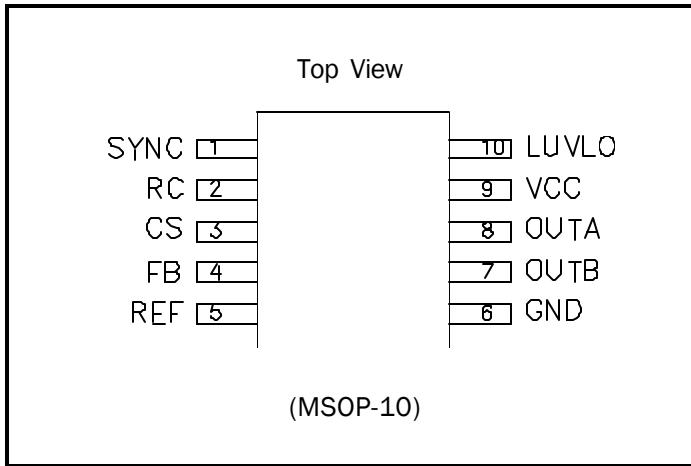 Top View
SYNC 1 10 LUVLO
RC 2 9 VCC
CS 3 8 OUTA
FB 4 7 OUTB
REF 5 6 GND
(MSOP-10)